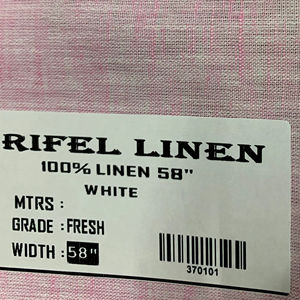 RIFEL LINEN
100% LINEN 58"
WHITE
MTRS :
GRADE: FRESH
WIDTH: 58"
370101